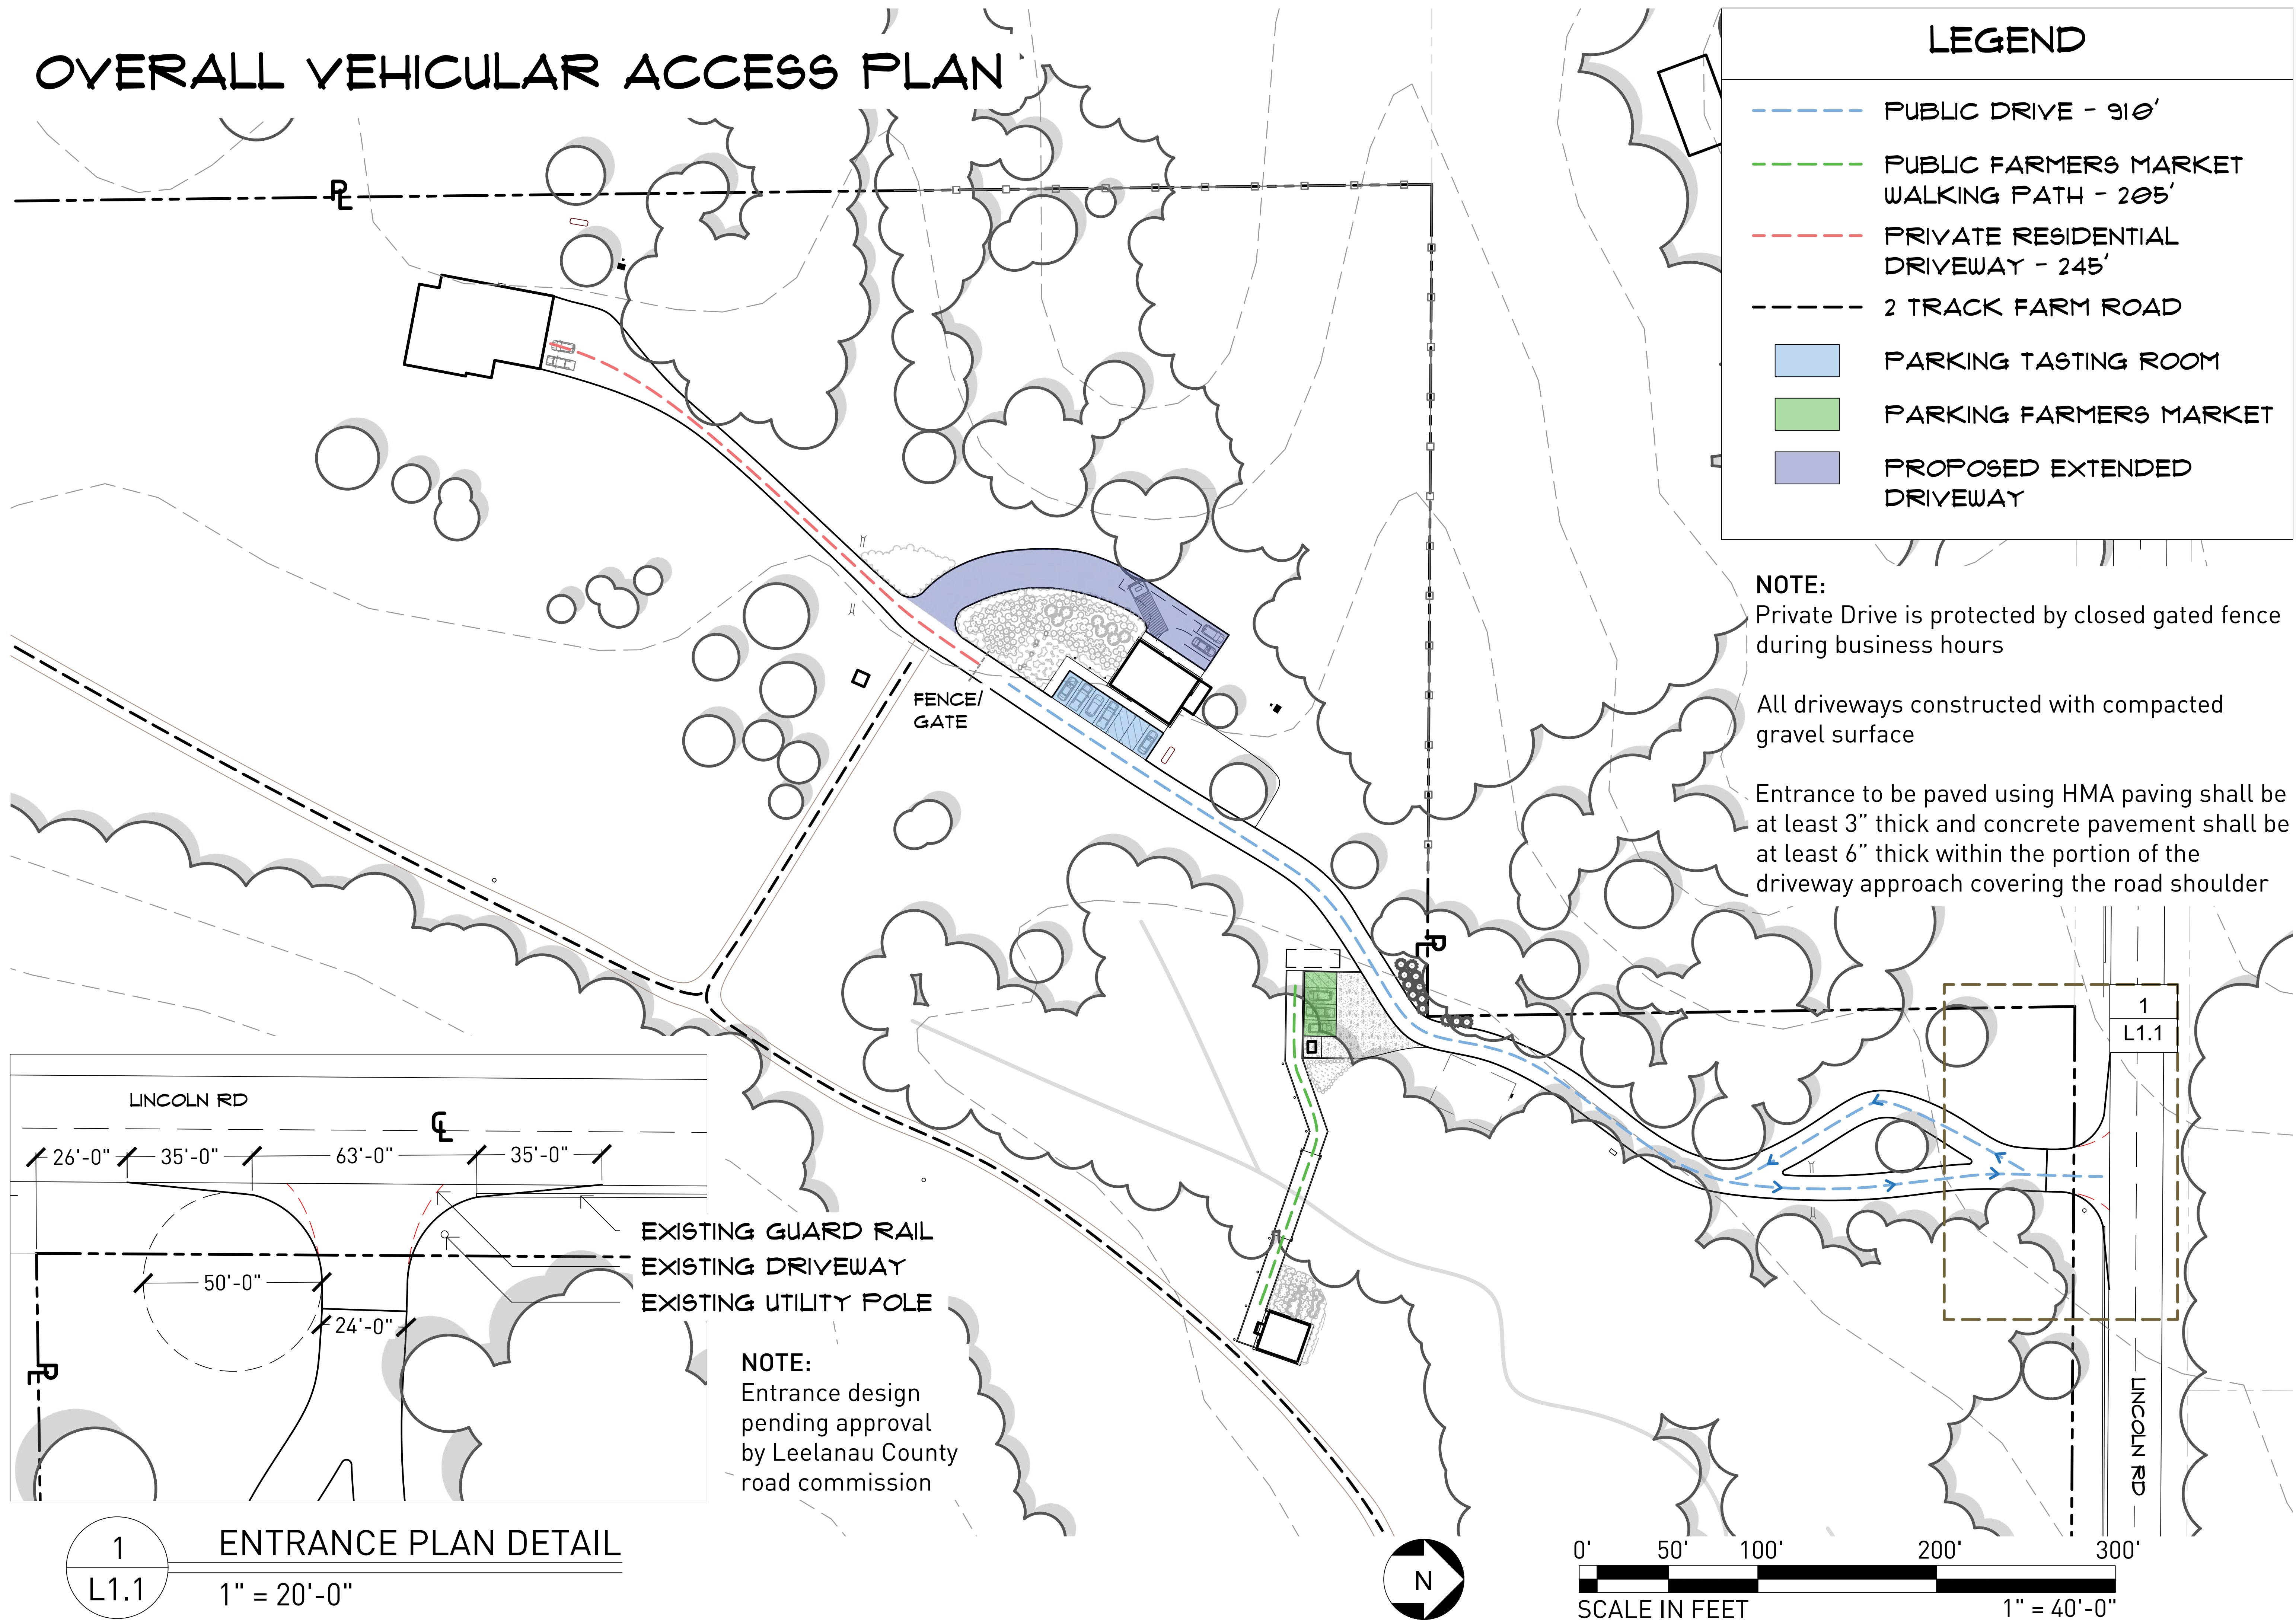 OVERALL VEHICULAR ACCESS PLAN
LEGEND
PUBLIC DRIVE - 910'
PUBLIC FARMERS MARKET
WALKING PATH - 205'
PRIVATE RESIDENTIAL
DRIVEWAY - 245'
2 TRACK FARM ROAD
PARKING TASTING ROOM
PARKING FARMERS MARKET
PROPOSED EXTENDED
DRIVEWAY
NOTE:
Private Drive is protected by closed gated fence
during business hours
All driveways constructed with compacted
gravel surface
Entrance to be paved using HMA paving shall be
at least 3” thick and concrete pavement shall be
at least 6” thick within the portion of the
driveway approach covering the road shoulder
PL
FENCE/
GATE
PL
1
L1.1
LINCOLN RD
LINCOLN RD
CL
26'-0"
35'-0"
63'-0"
35'-0"
50'-0"
24'-0"
PL
EXISTING GUARD RAIL
EXISTING DRIVEWAY
EXISTING UTILITY POLE
NOTE:
Entrance design
pending approval
by Leelanau County
road commission
1
L1.1
ENTRANCE PLAN DETAIL
1" = 20'-0"
N
0' 50' 100' 200' 300'
SCALE IN FEET 1" = 40'-0"